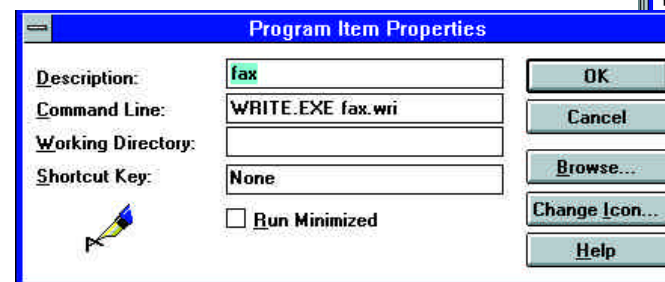 Program Item Properties
Description: fax
Command Line: WRITE.EXE fax.wri
Working Directory:
Shortcut Key: None
Run Minimized
OK
Cancel
Browse...
Change Icon...
Help